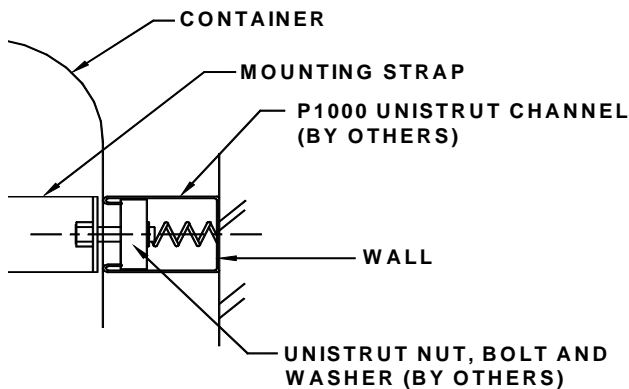 CONTAINER
MOUNTING STRAP
P1000 UNISTRUT CHANNEL
(BY OTHERS)
WALL
UNISTRUT NUT, BOLT AND
WASHER (BY OTHERS)